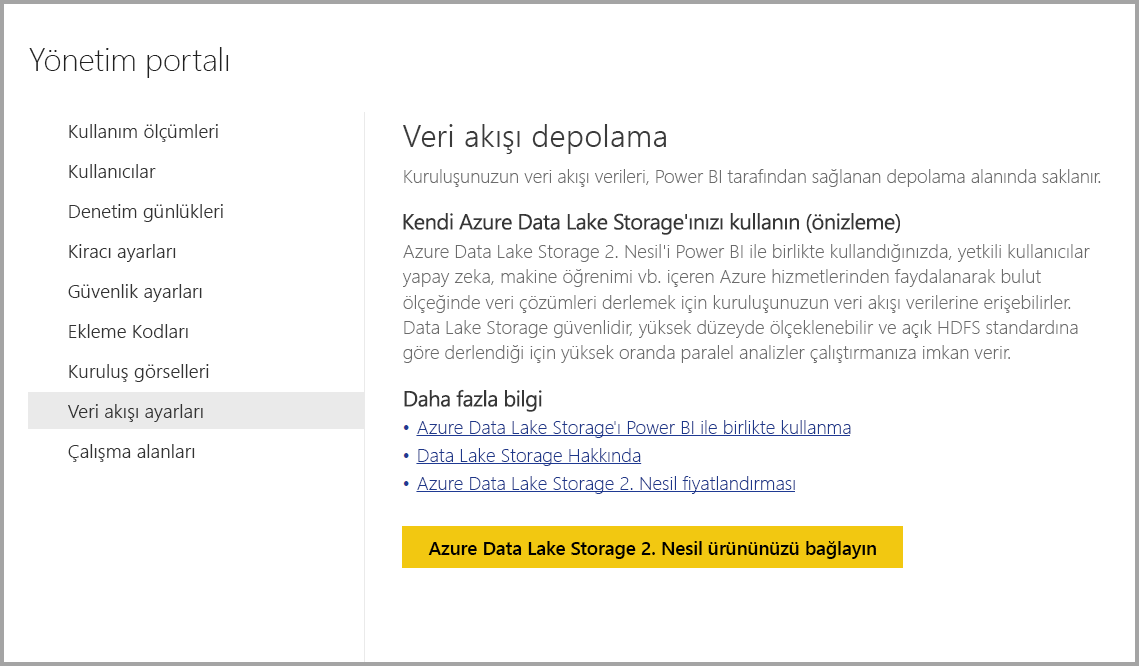 Yönetim portalı
Kullanım ölçümleri
Kullanıcılar
Denetim günlükleri
Kiracı ayarları
Güvenlik ayarları
Ekleme Kodları
Kuruluş görselleri
Veri akışı ayarları
Çalışma alanları
Veri akışı depolama
Kuruluşunuzun veri akışı verileri, Power BI tarafından sağlanan depolama alanında saklanır.
Kendi Azure Data Lake Storage'ınızı kullanın (önizleme)
Azure Data Lake Storage 2. Nesil'i Power BI ile birlikte kullandığınızda, yetkili kullanıcılar
yapay zeka, makine öğrenimi vb. içeren Azure hizmetlerinden faydalanarak bulut
ölçeğinde veri çözümleri derlemek için kuruluşunuzun veri akışı verilerine erişebilirler.
Data Lake Storage güvenlidir, yüksek düzeyde ölçeklenebilir ve açık HDFS standardına
göre derlendiği için yüksek oranda paralel analizler çalıştırmanıza imkan verir.
Daha fazla bilgi
• Azure Data Lake Storage'ı Power BI ile birlikte kullanma
• Data Lake Storage Hakkında
• Azure Data Lake Storage 2. Nesil fiyatlandırması
Azure Data Lake Storage 2. Nesil ürününüzü bağlayın